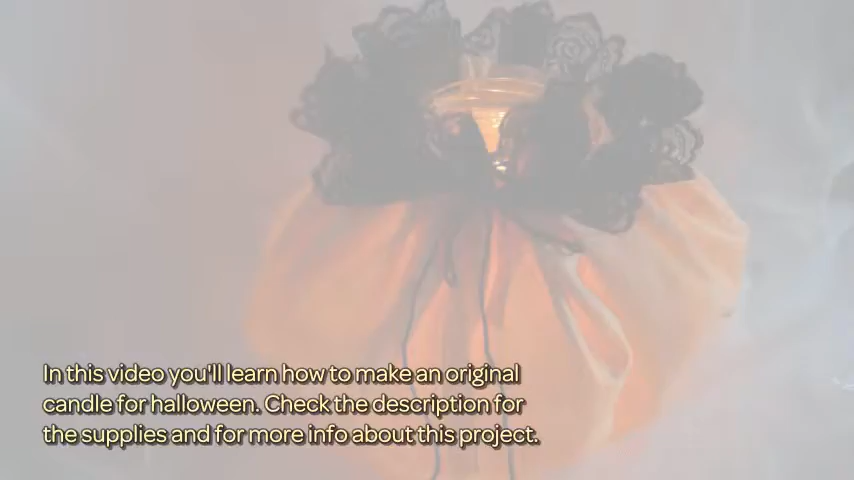 In this video you'll learn how to make an original
candle for halloween. Check the description for
the supplies and for more info about this project.